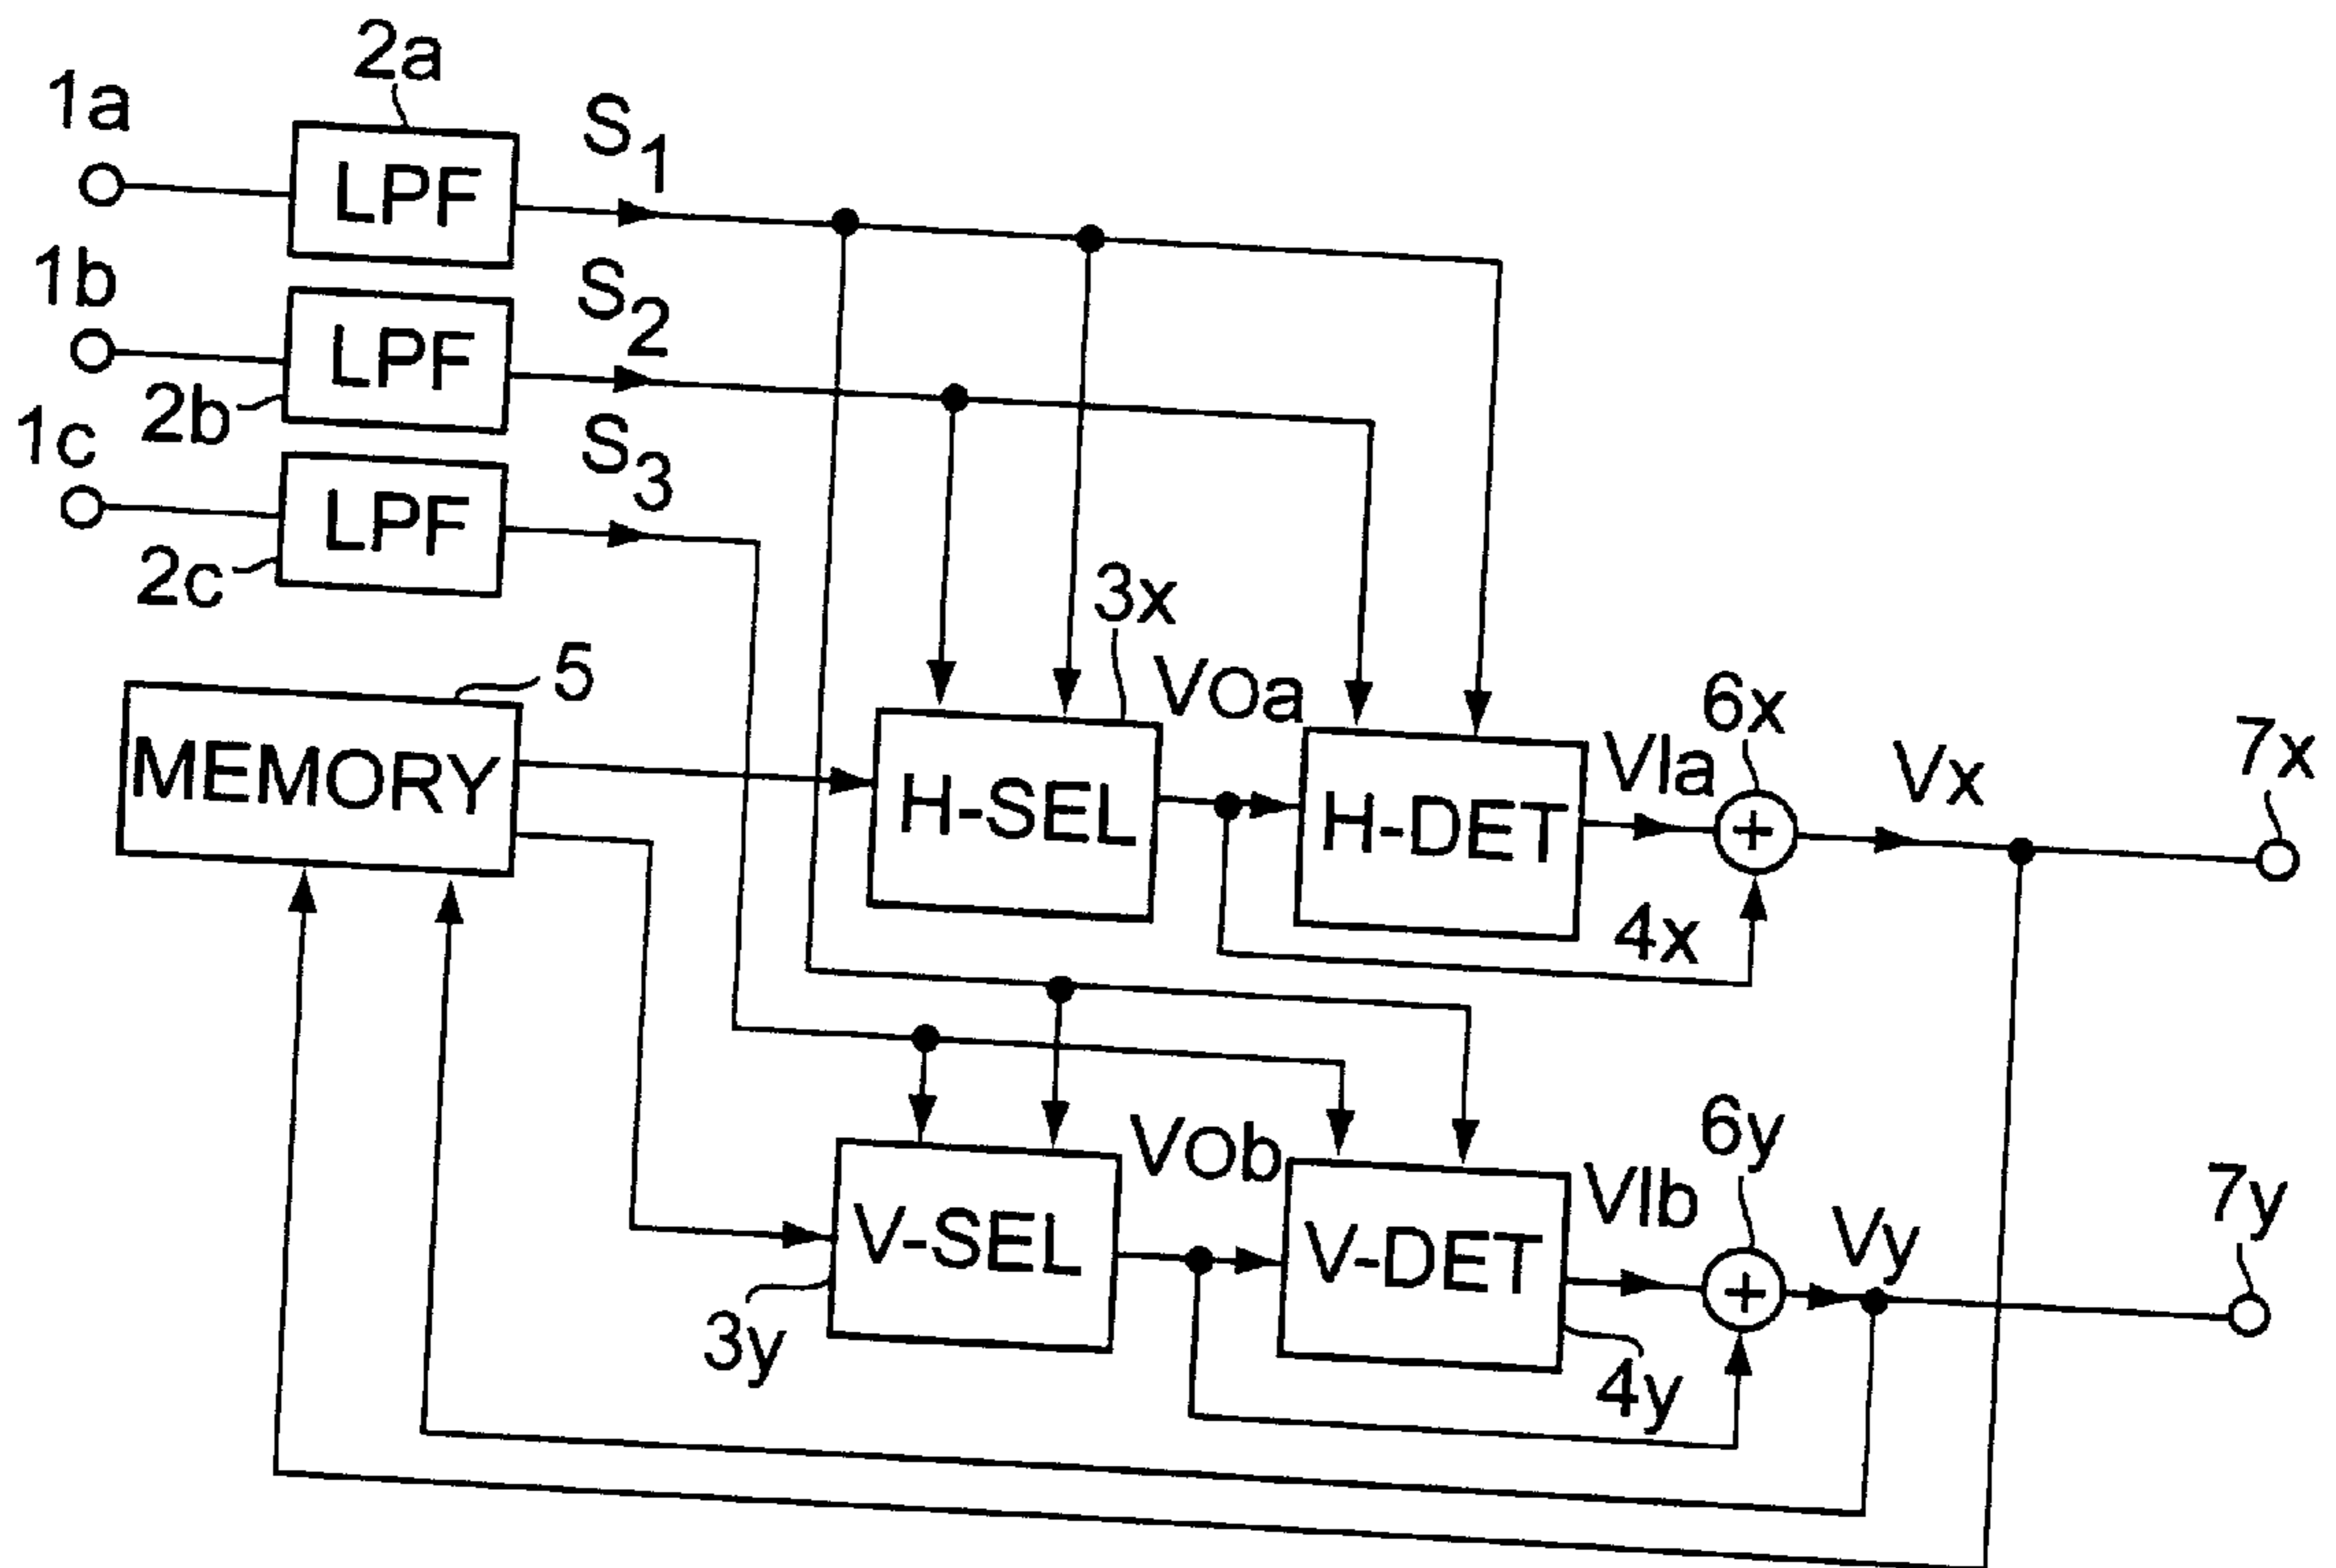 2a
1a
LPF
S1
1b
LPF
S2
2b
1c
LPF
S3
2c
3x
5
MEMORY
VOa
6x
7x
H-SEL
H-DET
VIa
Vx
4x
VOb
6y
7y
V-SEL
V-DET
VIb
Vy
3y
4y